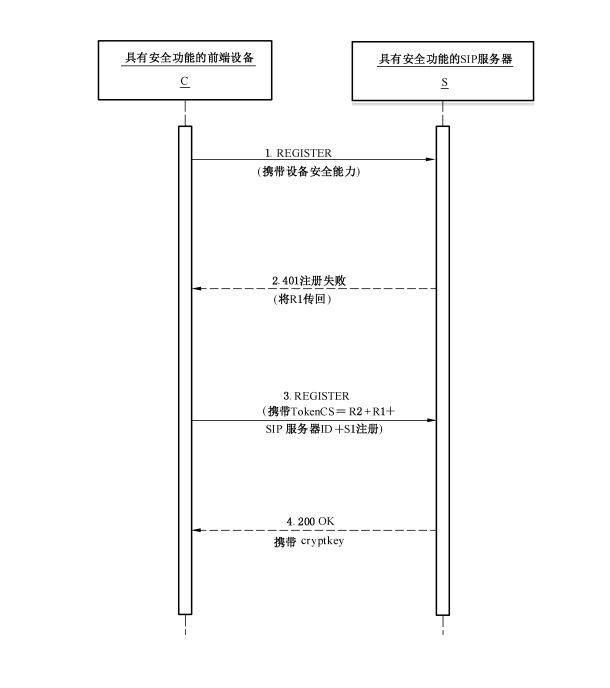 具有安全功能的前端设备
C
具有安全功能的SIP服务器
S
1. REGISTER
(携带设备安全能力)
2.401注册失败
(将R1传回)
3. REGISTER
(携带TokenCS=R2+R1+
SIP 服务器ID+S1注册)
4. 200 OK
携带 cryptkey